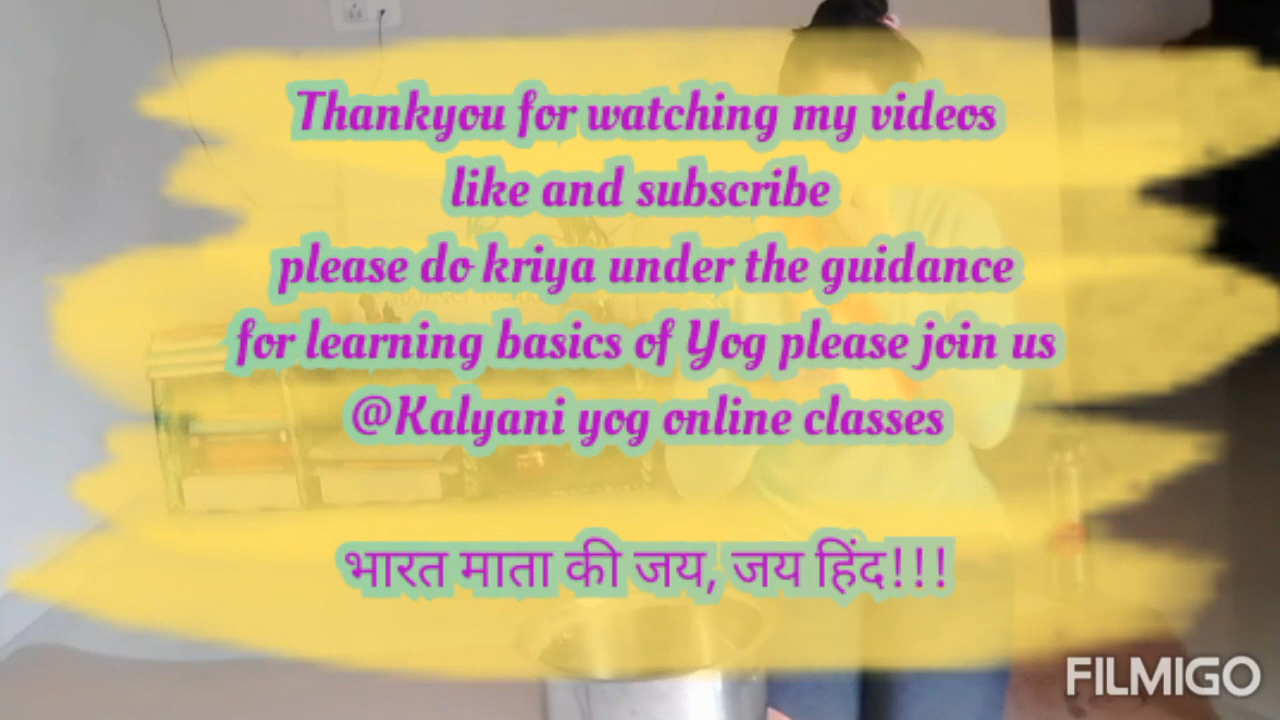 Thankyou for watching my videos
like and subscribe
please do kriya under the guidance
for learning basics of Yog please join us
@Kalyani yog online classes
भारत माता की जय, जय हिंद!!!
FILMIGO